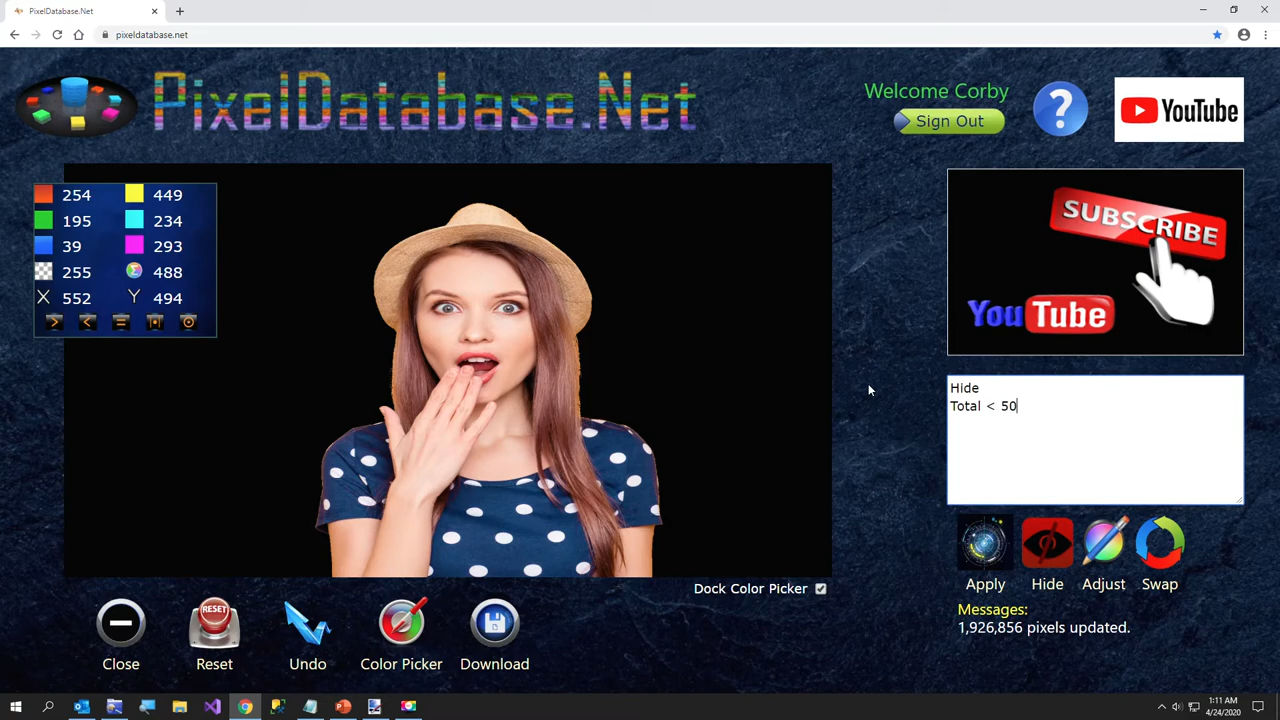 PixelDatabase.Net
pixeldatabase.net
PixelDatabase.Net
Welcome Corby
Sign Out
?
YouTube
254 449
195 234
39 293
255 488
X 552 Y 494
SUBSCRIBE
YouTube
Hide
Total < 50
Dock Color Picker
Apply Hide Adjust Swap
Messages:
1,926,856 pixels updated.
RESET
Close Reset Undo Color Picker Download
1:11 AM
4/24/2020